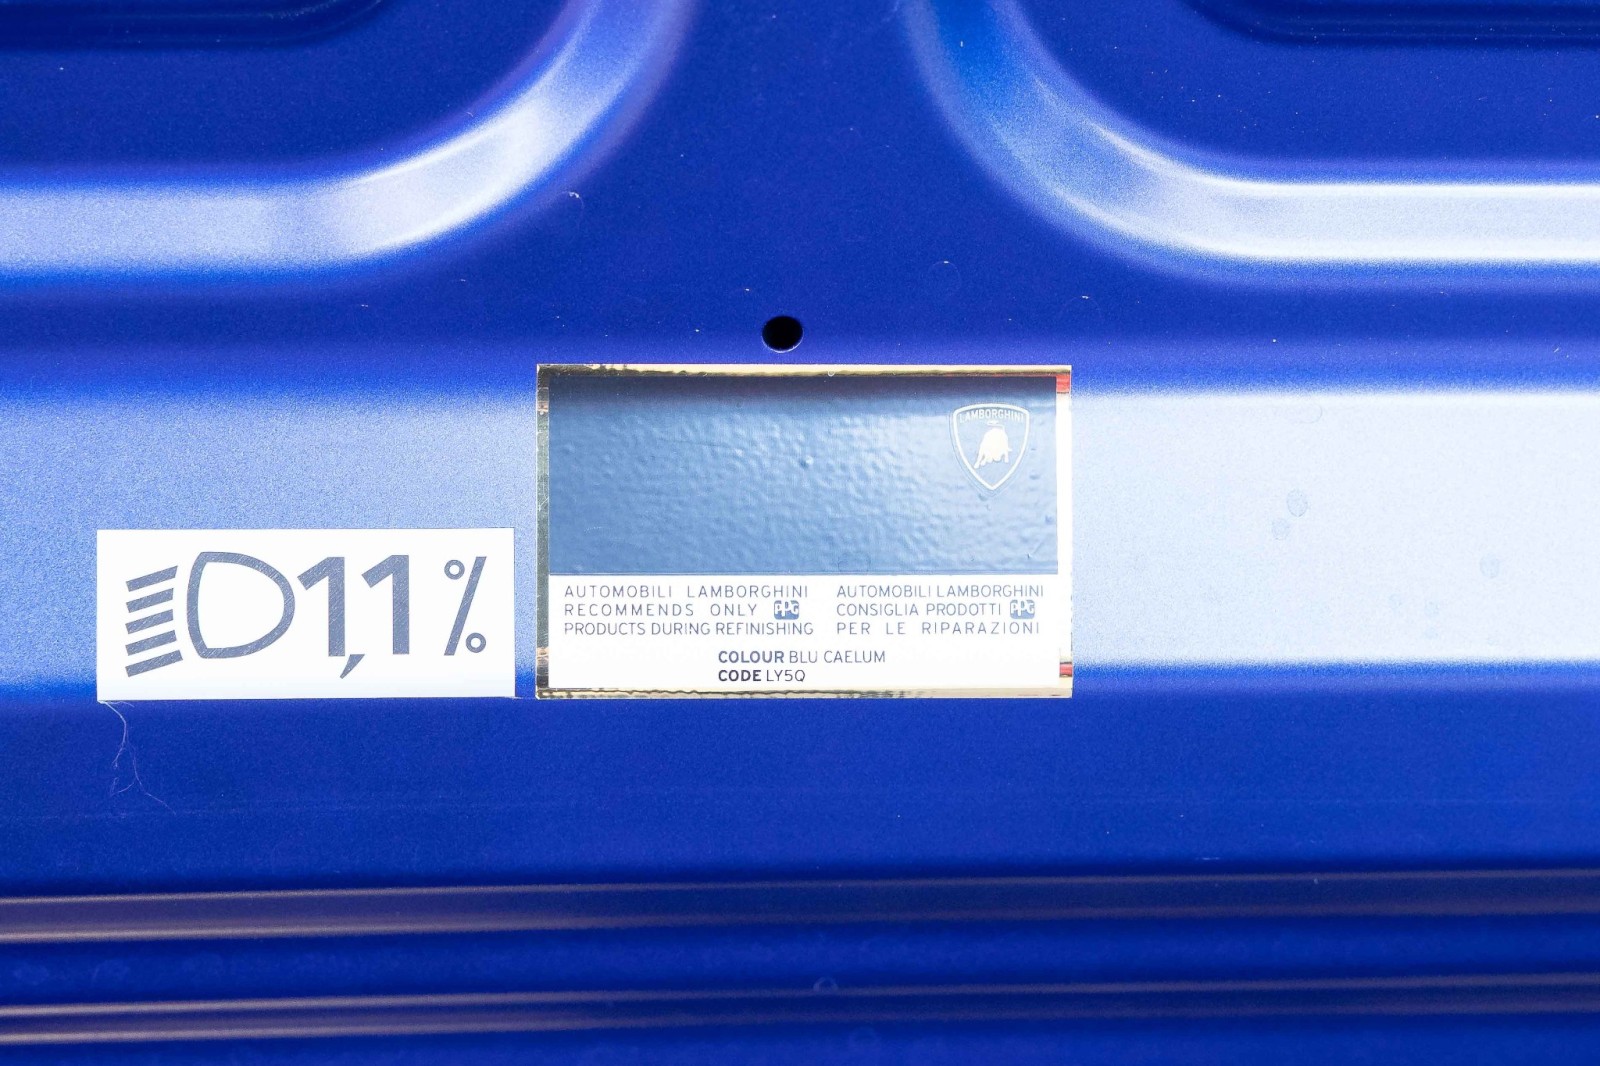 1,1 %
LAMBORGHINI
AUTOMOBILI LAMBORGHINI
RECOMMENDS ONLY PPG
PRODUCTS DURING REFINISHING
AUTOMOBILI LAMBORGHINI
CONSIGLIA PRODOTTI PPG
PER LE RIPARAZIONI
COLOUR BLU CAELUM
CODE LY5Q